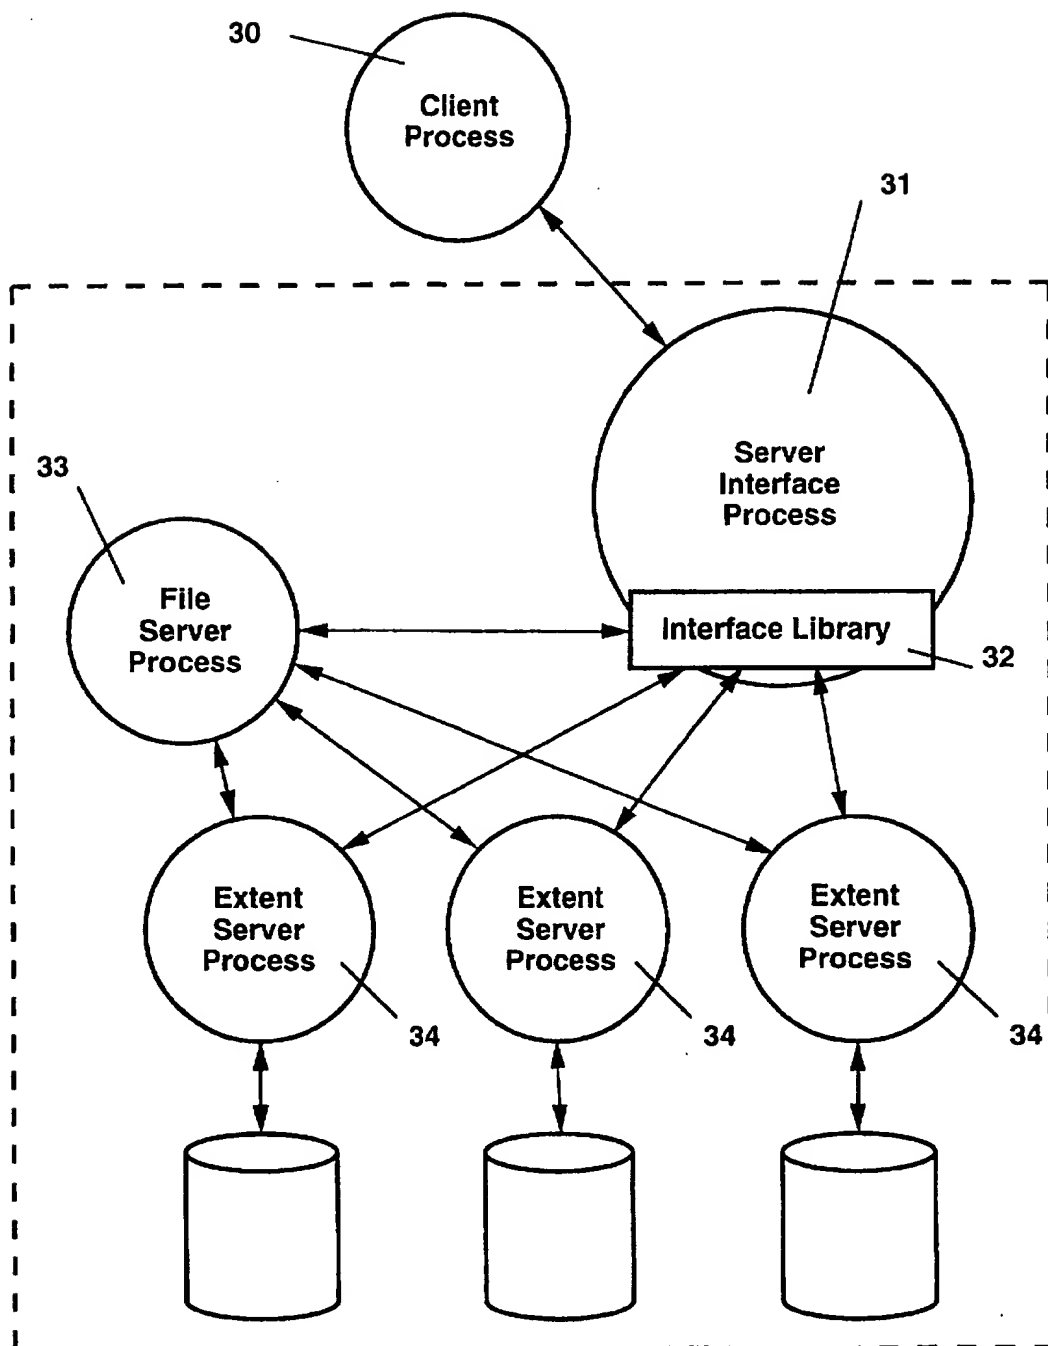 30
Client
Process
31
Server
Interface
Process
33
File
Server
Process
Interface Library
32
Extent
Server
Process
34
Extent
Server
Process
34
Extent
Server
Process
34